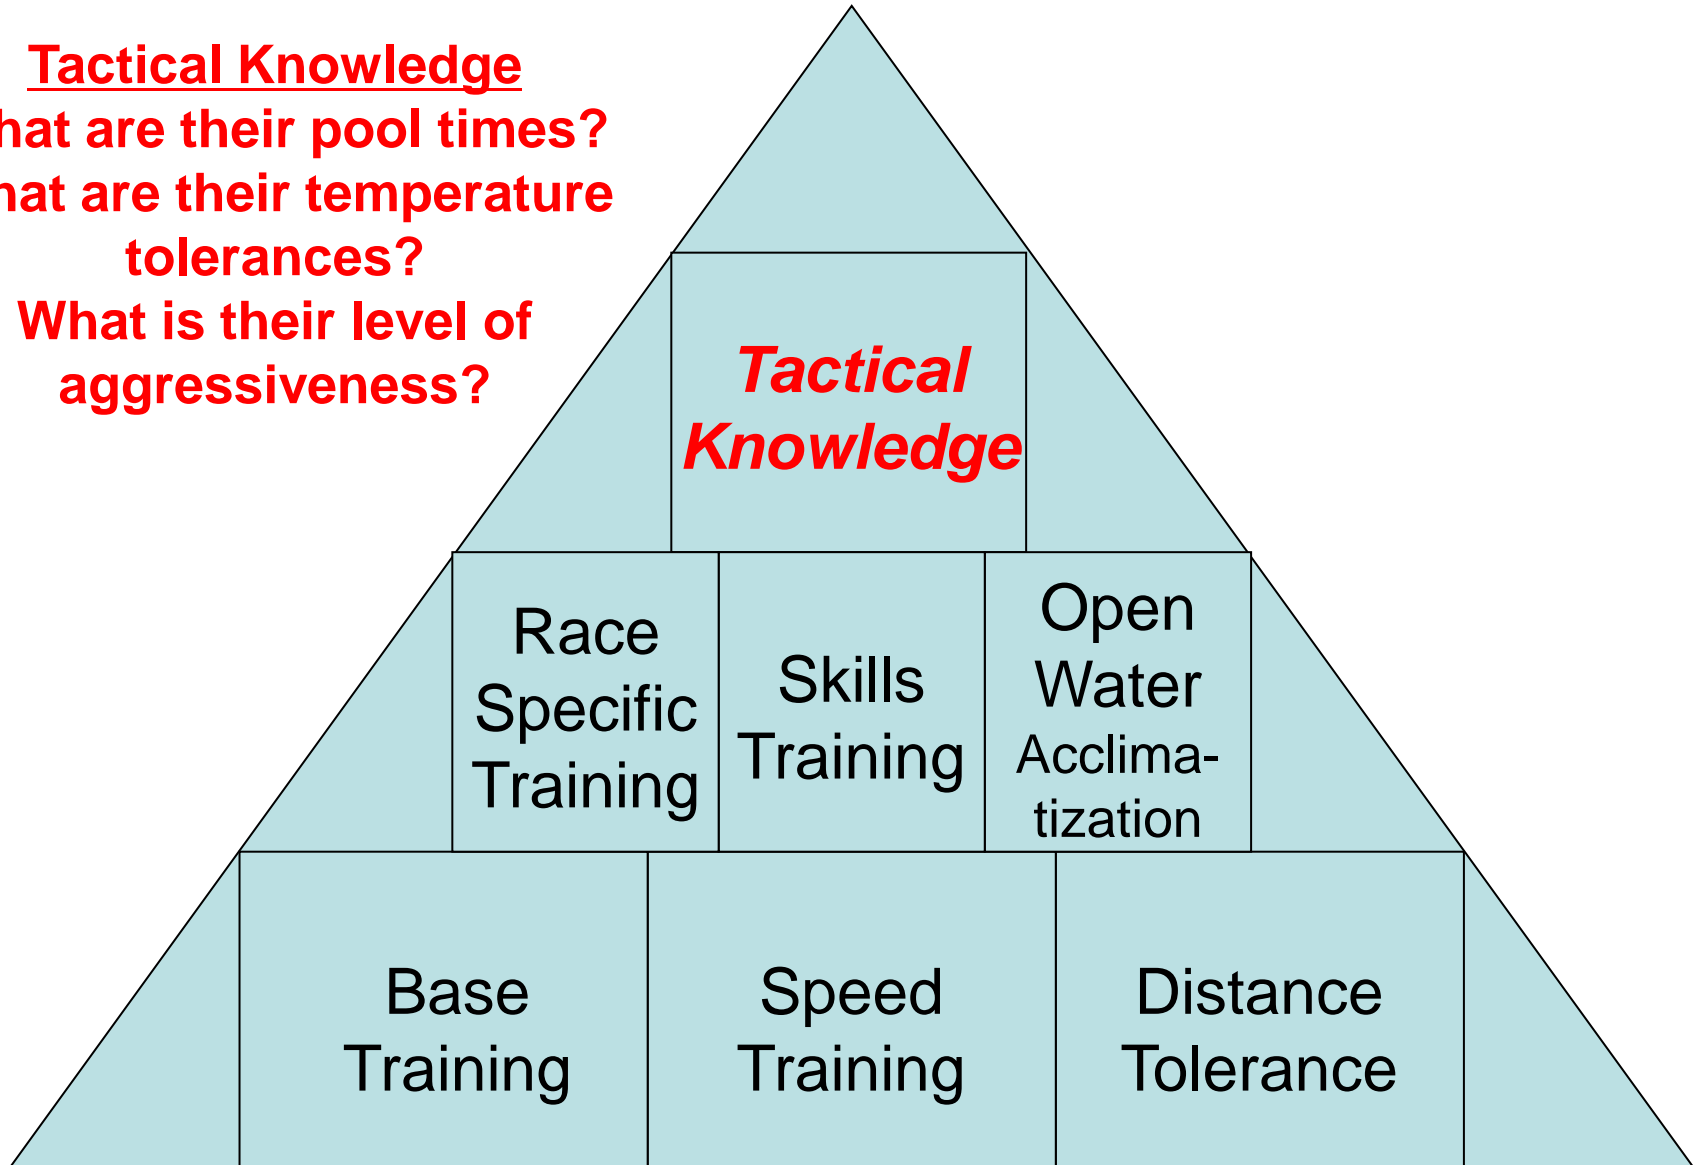 Tactical Knowledge
hat are their pool times?
hat are their temperature
tolerances?
What is their level of
aggressiveness?
Tactical
Knowledge
Race
Specific
Training
Skills
Training
Open
Water
Acclima-
tization
Base
Training
Speed
Training
Distance
Tolerance